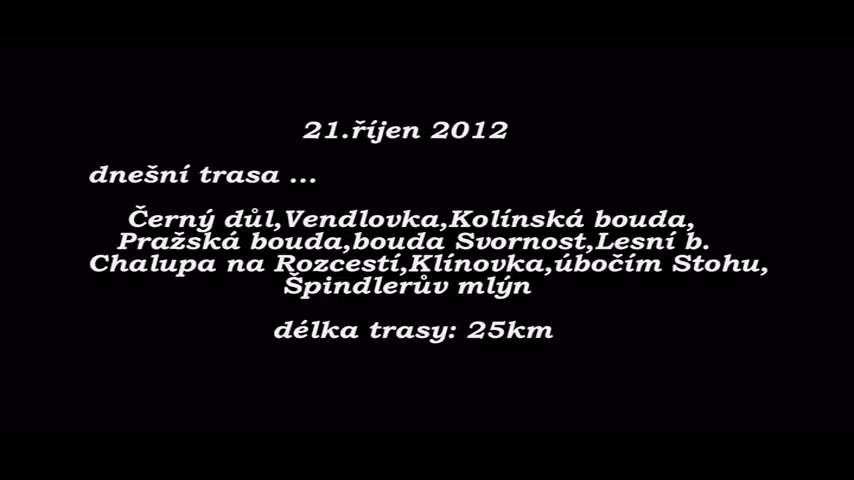 21.říjen 2012
dnešní trasa ...
Černý důl,Vendlovka,Kolínská bouda,
Pražská bouda,bouda Svornost,Lesní b.
Chalupa na Rozcestí,Klínovka,úbočím Stohu,
Špindlerův mlýn
délka trasy: 25km